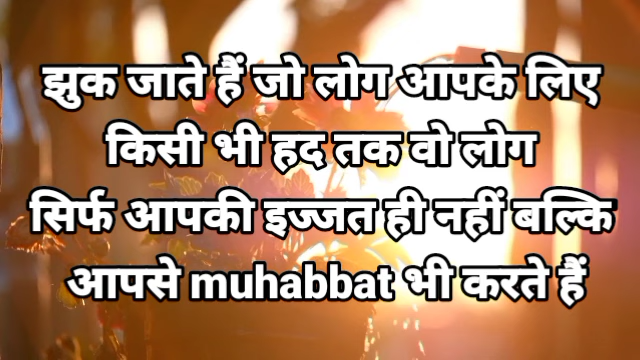 झुक जाते हैं जो लोग आपके लिए
किसी भी हद तक वो लोग
सिर्फ आपकी इज्जत ही नहीं बल्कि
आपसे muhabbat भी करते हैं